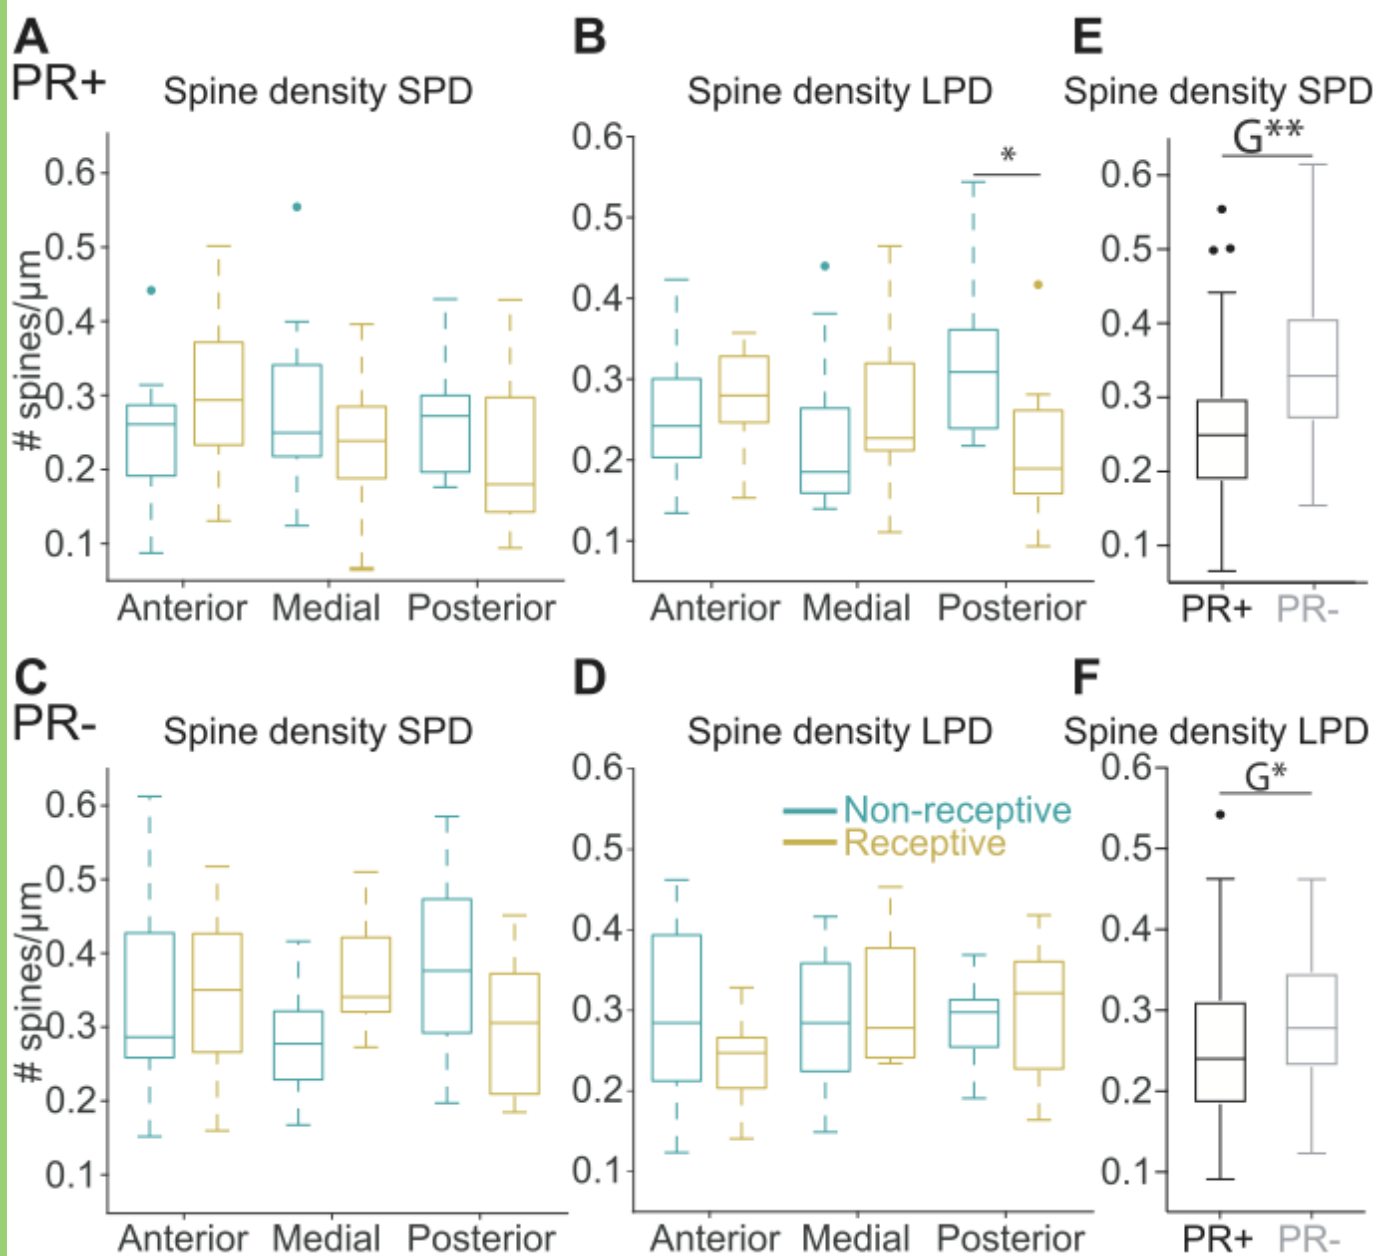 A
PR+
Spine density SPD
# spines/µm
0.6
0.5
0.4
0.3
0.2
0.1
Anterior Medial Posterior
B
Spine density LPD
0.6
0.5
0.4
0.3
0.2
0.1
*
Anterior Medial Posterior
E
Spine density SPD
G**
0.6
0.5
0.4
0.3
0.2
0.1
PR+ PR-
C
PR-
Spine density SPD
# spines/µm
0.6
0.5
0.4
0.3
0.2
0.1
Anterior Medial Posterior
D
Spine density LPD
0.6
0.5
0.4
0.3
0.2
0.1
Non-receptive
Receptive
Anterior Medial Posterior
F
Spine density LPD
G*
0.6
0.5
0.4
0.3
0.2
0.1
PR+ PR-